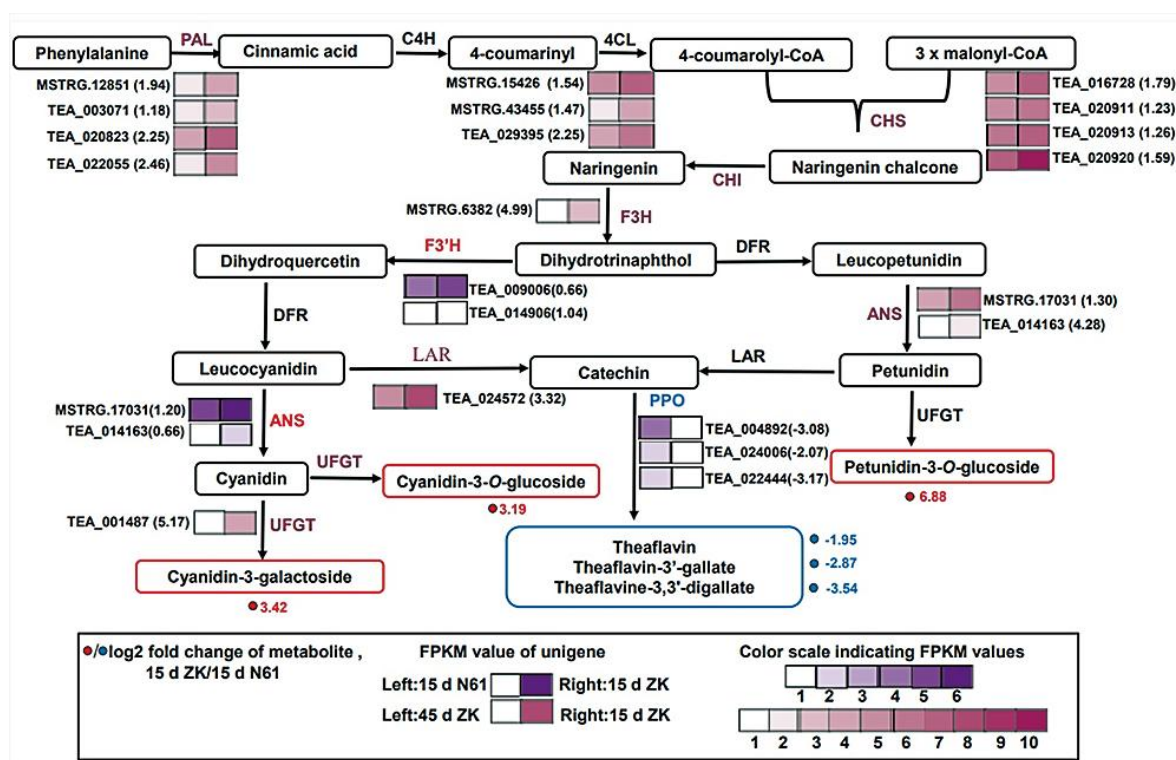 PAL
C4H
4CL
Phenylalanine
Cinnamic acid
4-coumarinyl
4-coumarolyl-CoA
3 x malonyl-CoA
MSTRG.12851 (1.94)
TEA_003071 (1.18)
TEA_020823 (2.25)
TEA_022055 (2.46)
MSTRG.15426 (1.54)
MSTRG.43455 (1.47)
TEA_029395 (2.25)
CHS
TEA_016728 (1.79)
TEA_020911 (1.23)
TEA_020913 (1.26)
TEA_020920 (1.59)
Naringenin
CHI
Naringenin chalcone
MSTRG.6382 (4.99)
F3H
Dihydroquercetin
F3'H
Dihydrotrinaphthol
DFR
Leucopetunidin
TEA_009006(0.66)
TEA_014906(1.04)
DFR
ANS
MSTRG.17031 (1.30)
TEA_014163 (4.28)
Leucocyanidin
LAR
Catechin
LAR
Petunidin
TEA_024572 (3.32)
MSTRG.17031(1.20)
TEA_014163(0.66)
ANS
PPO
TEA_004892(-3.08)
TEA_024006(-2.07)
TEA_022444(-3.17)
UFGT
Cyanidin
UFGT
Cyanidin-3-O-glucoside
3.19
Petunidin-3-O-glucoside
6.88
TEA_001487 (5.17)
UFGT
Cyanidin-3-galactoside
3.42
Theaflavin
Theaflavin-3'-gallate
Theaflavine-3,3'-digallate
-1.95
-2.87
-3.54
/ log2 fold change of metabolite ,
15 d ZK/15 d N61
FPKM value of unigene
Left:15 d N61
Right:15 d ZK
Left:45 d ZK
Right:15 d ZK
Color scale indicating FPKM values
1 2 3 4 5 6
1 2 3 4 5 6 7 8 9 10